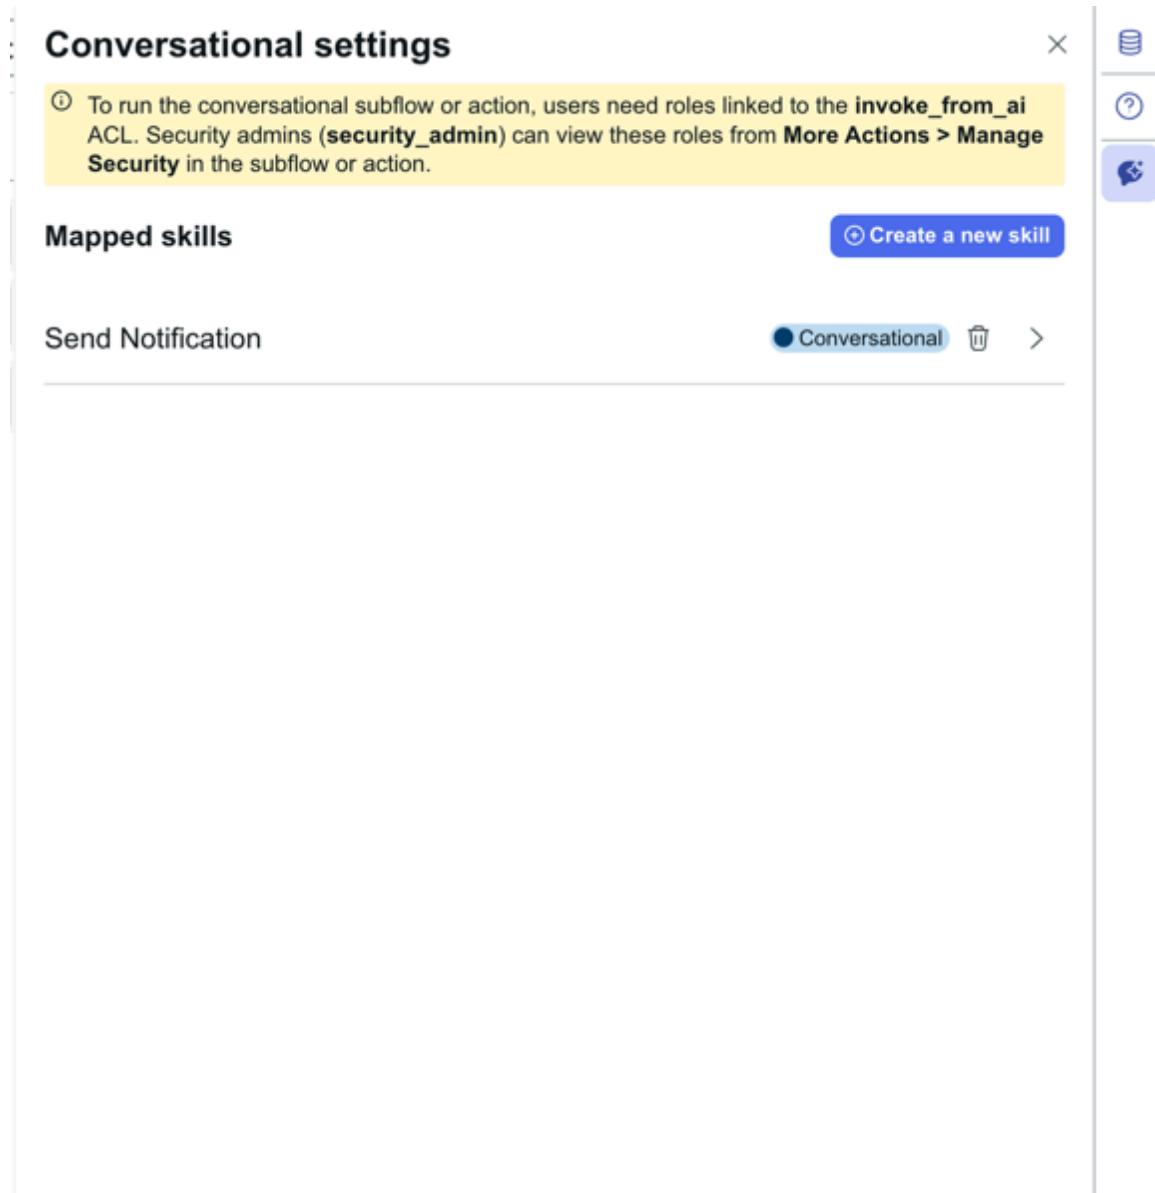 Conversational settings
To run the conversational subflow or action, users need roles linked to the invoke_from_ai
ACL. Security admins (security_admin) can view these roles from More Actions > Manage
Security in the subflow or action.
Mapped skills
Create a new skill
Send Notification
Conversational